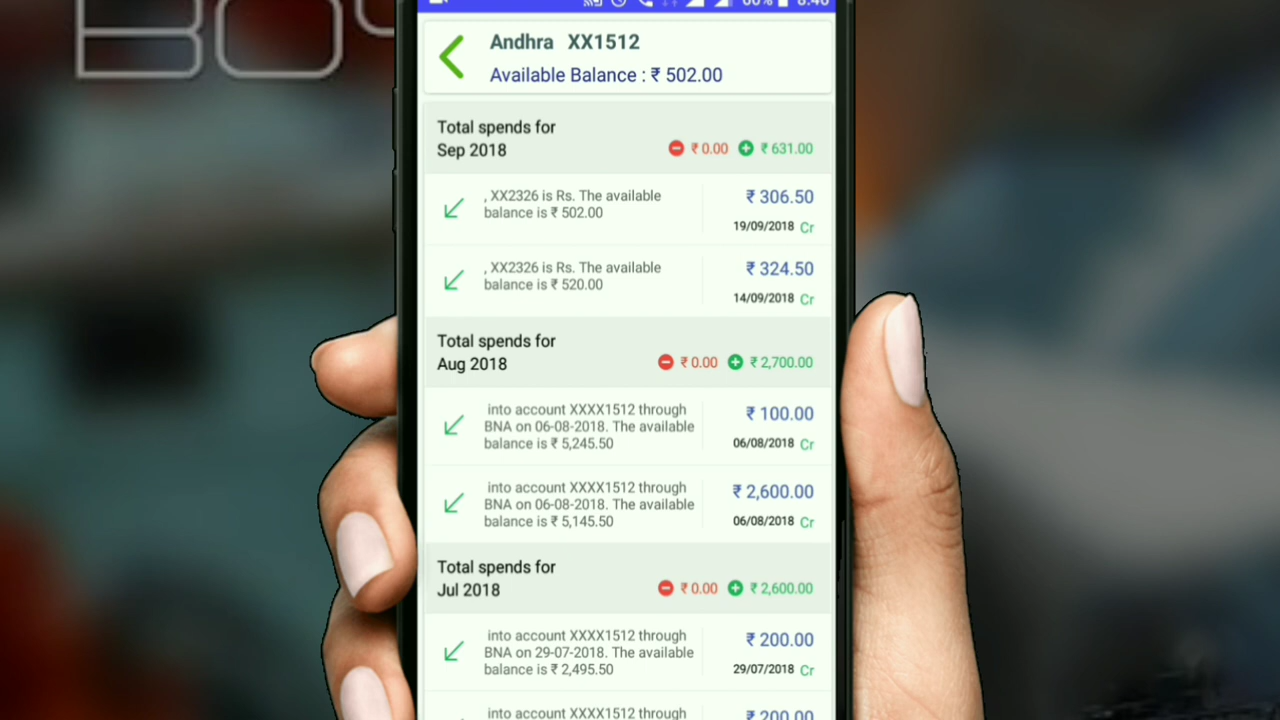 Andhra XX1512
Available Balance : ₹ 502.00
Total spends for
Sep 2018
₹ 0.00 ₹ 631.00
, XX2326 is Rs. The available
balance is ₹ 502.00
₹ 306.50
19/09/2018 Cr
, XX2326 is Rs. The available
balance is ₹ 520.00
₹ 324.50
14/09/2018 Cr
Total spends for
Aug 2018
₹ 0.00 ₹ 2,700.00
into account XXXX1512 through
BNA on 06-08-2018. The available
balance is ₹ 5,245.50
₹ 100.00
06/08/2018 Cr
into account XXXX1512 through
BNA on 06-08-2018. The available
balance is ₹ 5,145.50
₹ 2,600.00
06/08/2018 Cr
Total spends for
Jul 2018
₹ 0.00 ₹ 2,600.00
into account XXXX1512 through
BNA on 29-07-2018. The available
balance is ₹ 2,495.50
₹ 200.00
29/07/2018 Cr
into account XXXX1512 through
₹ 200.00